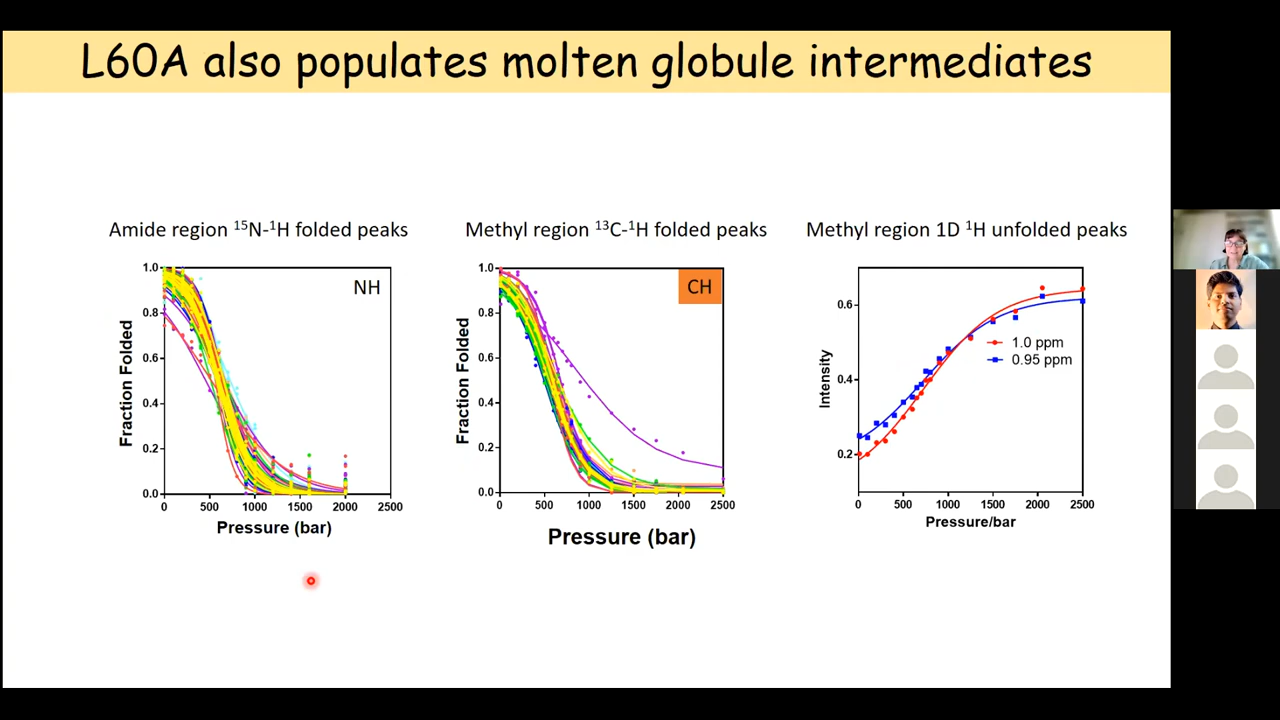 L60A also populates molten globule intermediates
Amide region ¹⁵N-¹H folded peaks
Methyl region ¹³C-¹H folded peaks
Methyl region 1D ¹H unfolded peaks
NH
Fraction Folded
1.0
0.8
0.6
0.4
0.2
0.0
0 500 1000 1500 2000 2500
Pressure (bar)
CH
Fraction Folded
1.0
0.8
0.6
0.4
0.2
0.0
0 500 1000 1500 2000 2500
Pressure (bar)
Intensity
0.6
0.4
0.2
1.0 ppm
0.95 ppm
0 500 1000 1500 2000 2500
Pressure/bar